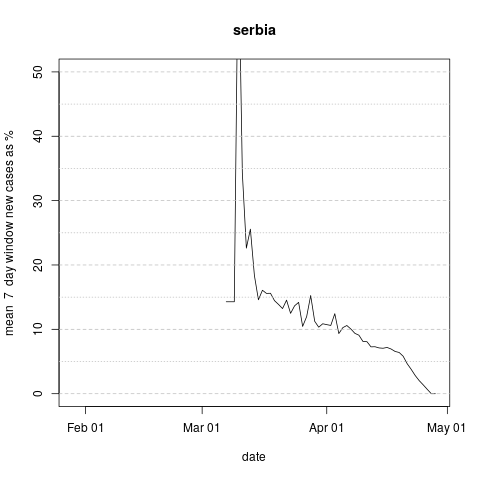 serbia
mean 7 day window new cases as %
50
40
30
20
10
0
Feb 01
Mar 01
Apr 01
May 01
date